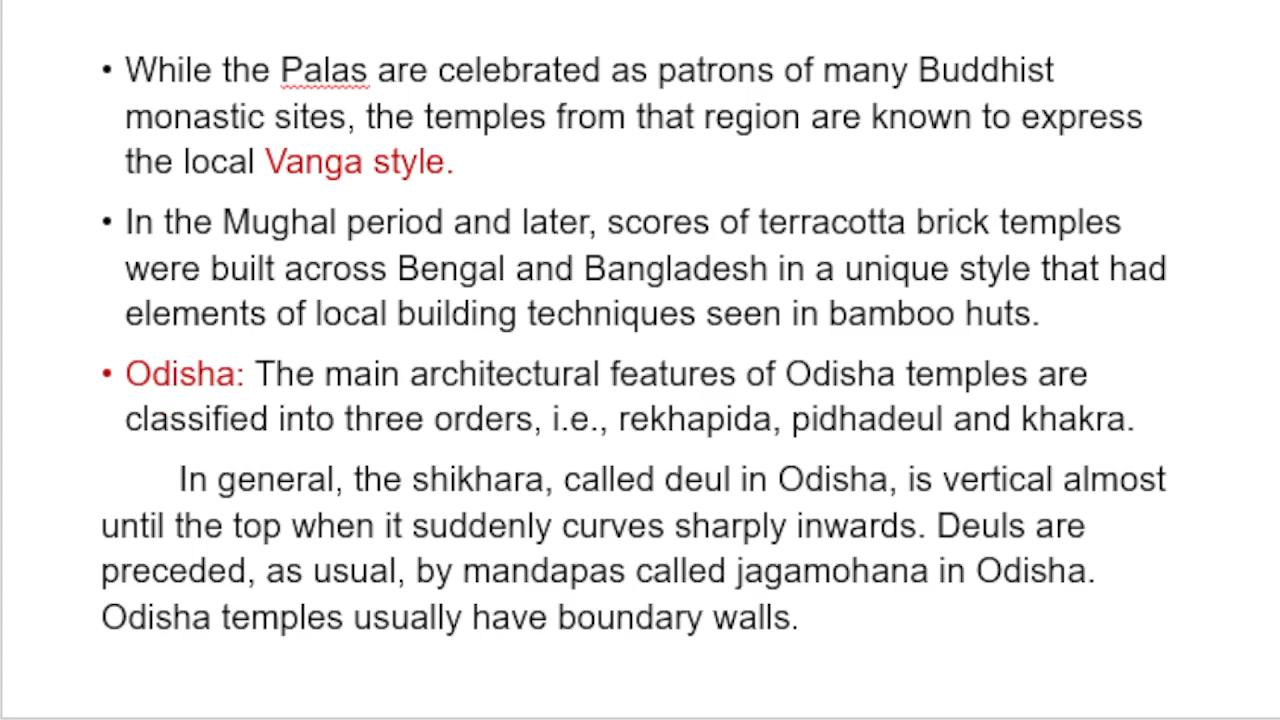 • While the Palas are celebrated as patrons of many Buddhist
monastic sites, the temples from that region are known to express
the local Vanga style.
• In the Mughal period and later, scores of terracotta brick temples
were built across Bengal and Bangladesh in a unique style that had
elements of local building techniques seen in bamboo huts.
• Odisha: The main architectural features of Odisha temples are
classified into three orders, i.e., rekhapida, pidhadeul and khakra.
In general, the shikhara, called deul in Odisha, is vertical almost
until the top when it suddenly curves sharply inwards. Deuls are
preceded, as usual, by mandapas called jagamohana in Odisha.
Odisha temples usually have boundary walls.